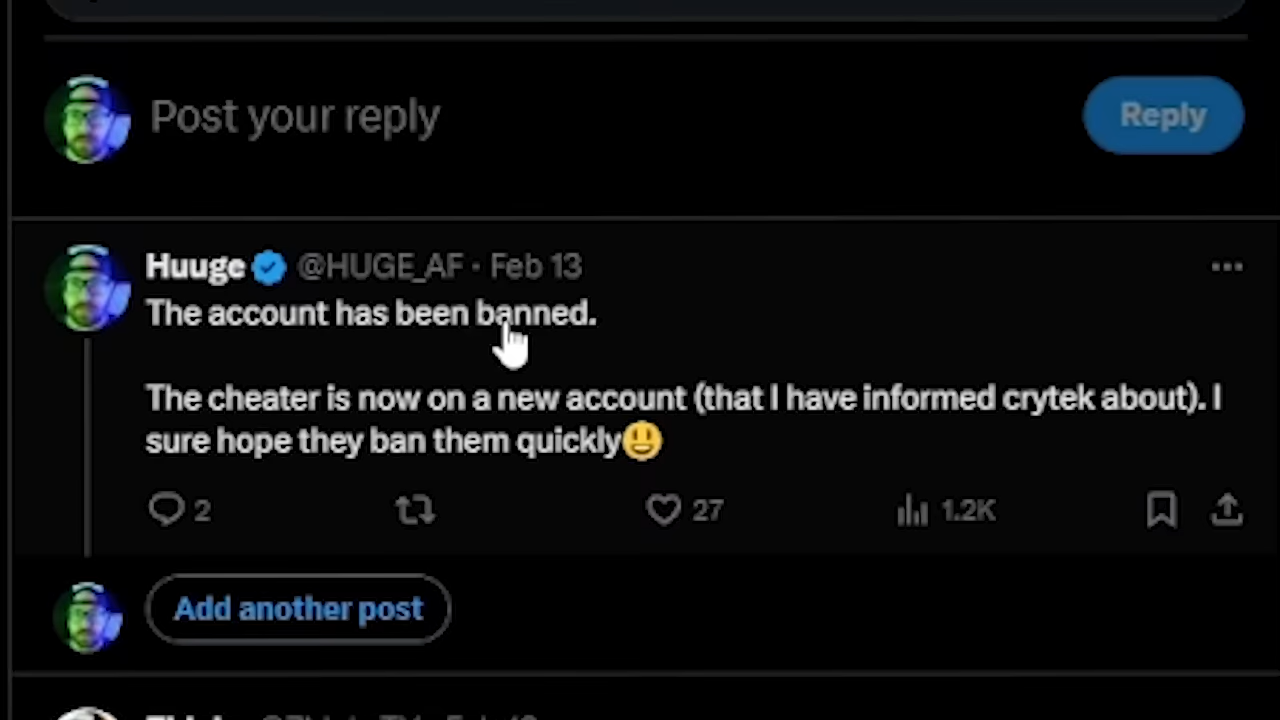 Post your reply
Reply
Huuge @HUGE_AF · Feb 13
The account has been banned.
The cheater is now on a new account (that I have informed crytek about). I
sure hope they ban them quickly😃
2 27 1.2K
Add another post